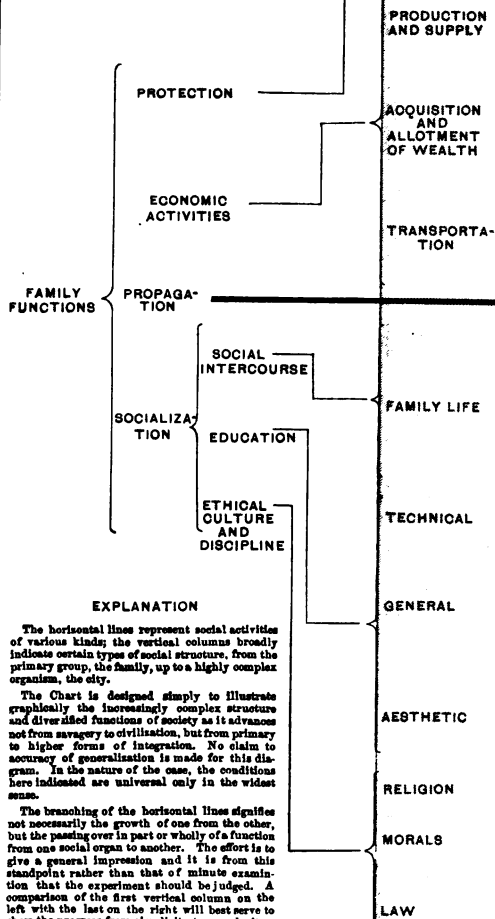 PRODUCTION
AND SUPPLY
PROTECTION
ACQUISITION
AND
ALLOTMENT
OF WEALTH
ECONOMIC
ACTIVITIES
TRANSPORTA-
TION
FAMILY
FUNCTIONS
PROPAGA-
TION
SOCIAL
INTERCOURSE
FAMILY LIFE
SOCIALIZA-
TION
EDUCATION
ETHICAL
CULTURE
AND
DISCIPLINE
TECHNICAL
GENERAL
AESTHETIC
RELIGION
MORALS
LAW
EXPLANATION
The horizontal lines represent social activities
of various kinds; the vertical columns broadly
indicate certain types of social structure, from the
primary group, the family, up to a highly complex
organism, the city.
The Chart is designed simply to illustrate
graphically the increasingly complex structure
and diversified functions of society as it advances
not from savagery to civilization, but from primary
to higher forms of integration. No claim to
accuracy of generalization is made for this dia-
gram. In the nature of the case, the conditions
here indicated are universal only in the widest
sense.
The branching of the horizontal lines signifies
not necessarily the growth of one from the other,
but the passing over in part or wholly of a function
from one social organ to another. The effort is to
give a general impression and it is from this
standpoint rather than that of minute examin-
tion that the experiment should be judged. A
comparison of the first vertical column on the
left with the last on the right will best serve to